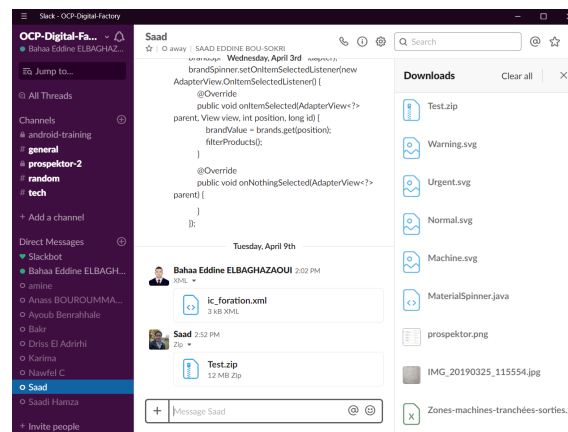 Slack - OCP-Digital-Factory
OCP-Digital-Fa...
Bahaa Eddine ELBAGHAZ...
Jump to...
All Threads
Channels
android-training
# general
prospektor-2
# random
# tech
+ Add a channel
Direct Messages
Slackbot
Bahaa Eddine ELBAGH...
amine
Anass BOUROUMMA...
Ayoub Benrahhale
Bakr
Driss El Adrirhi
Karima
Nawfel C
Saad
Saadi Hamza
+ Invite people
Saad
away | SAAD EDDINE BOU-SOKRI
Wednesday, April 3rd
brandSpinner.setOnItemSelectedListener(new
AdapterView.OnItemSelectedListener() {
@Override
public void onItemSelected(AdapterView<?>
parent, View view, int position, long id) {
brandValue = brands.get(position);
filterProducts();
}
@Override
public void onNothingSelected(AdapterView<?>
parent) {
}
});
Tuesday, April 9th
Bahaa Eddine ELBAGHAZAOUI 2:02 PM
XML
ic_foration.xml
3 kB XML
Saad 2:52 PM
Zip
Test.zip
12 MB Zip
Message Saad
Search
Downloads
Clear all
Test.zip
Warning.svg
Urgent.svg
Normal.svg
Machine.svg
MaterialSpinner.java
prospektor.png
IMG_20190325_115554.jpg
Zones-machines-tranchées-sorties.